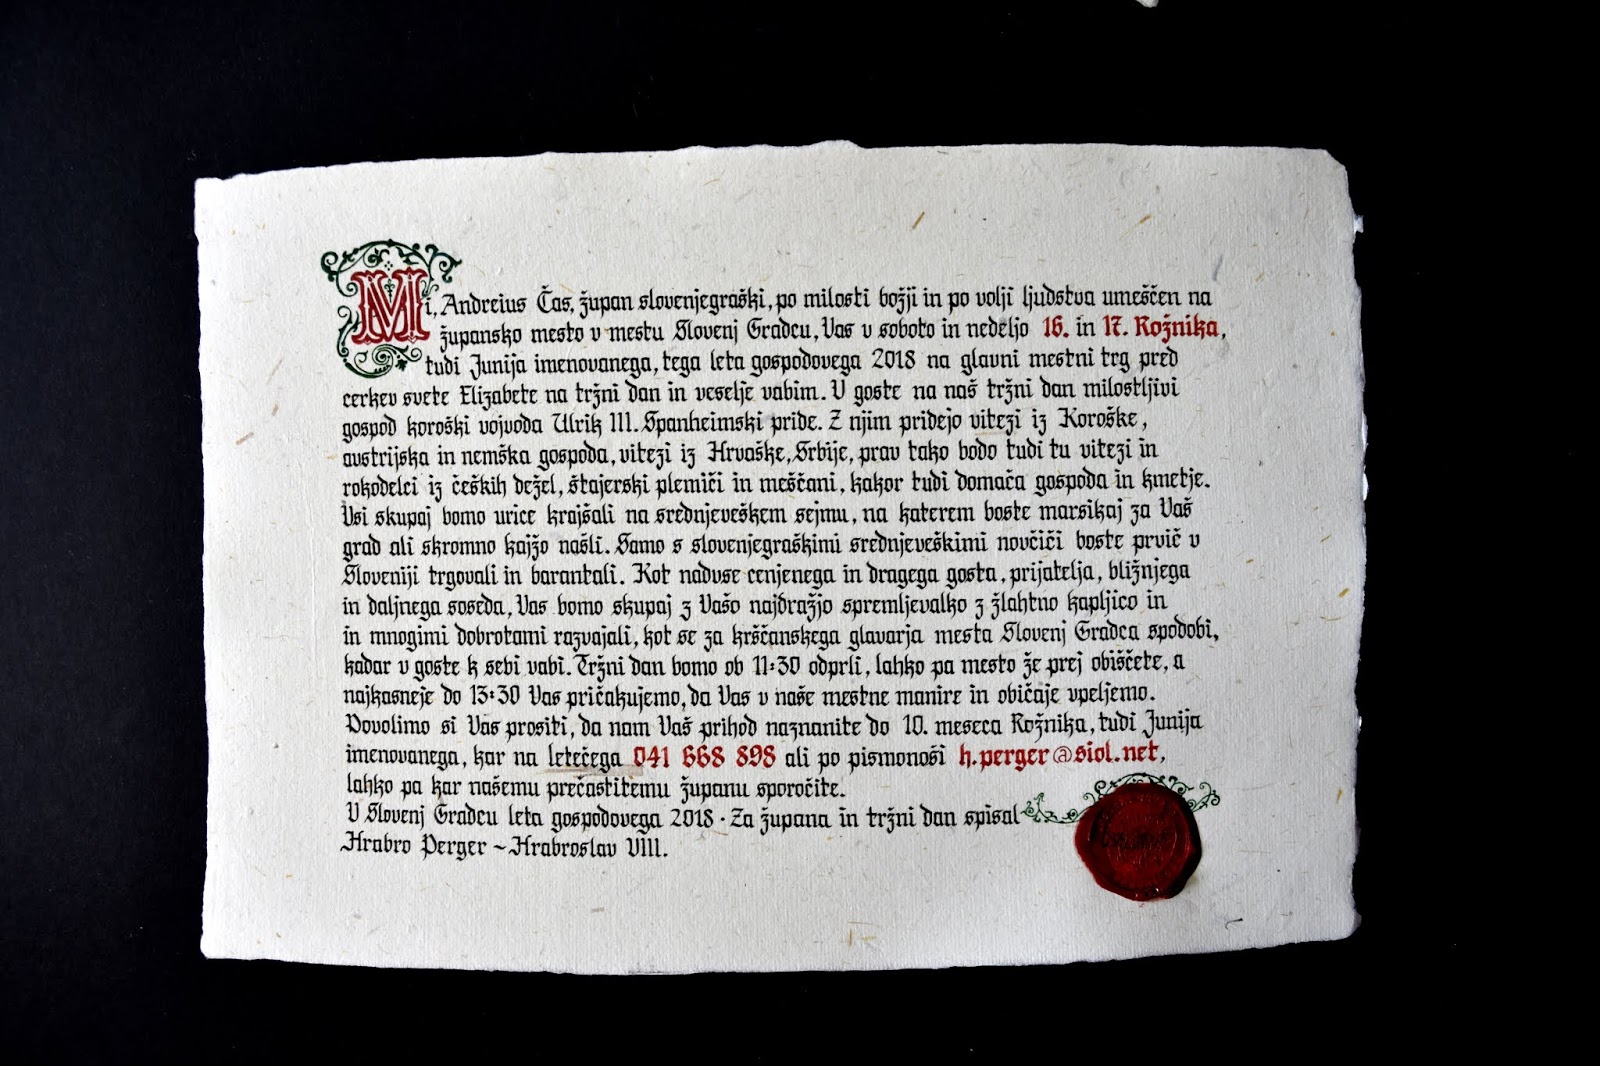 Mi, Andreius Čas, župan slovenjegraški, po milosti božji in po volji ljudstva umeščen na
župansko mesto v mestu Slovenj Gradcu, Vas v soboto in nedeljo 16. in 17. Rožnika,
tudi Junija imenovanega, tega leta gospodovega 2018 na glavni mestni trg pred
cerkev svete Elizabete na tržni dan in veselje vabim. V goste na naš tržni dan milostljivi
gospod koroški vojvoda Ulrik III. Spanheimski pride. Z njim pridejo vitezi iz Koroške,
avstrijska in nemška gospoda, vitezi iz Hrvaške, Srbije, prav tako bodo tudi tu vitezi in
rokodelci iz čeških dežel, štajerski plemiči in meščani, kakor tudi domača gospoda in kmetje.
Vsi skupaj bomo urice krajšali na srednjeveškem sejmu, na katerem boste marsikaj za Vaš
grad ali skromno kajžo našli. Samo s slovenjegraškimi srednjeveškimi novčiči boste prvič v
Sloveniji trgovali in barantali. Kot nadvse cenjenega in dragega gosta, prijatelja, bližnjega
in daljnega soseda, Vas bomo skupaj z Vašo najdražjo spremljevalko z žlahtno kapljico in
in mnogimi dobrotami razvajali, kot se za krščanskega glavarja mesta Slovenj Gradca spodobi,
kadar v goste k sebi vabi. Tržni dan bomo ob 11:30 odprli, lahko pa mesto že prej obiščete, a
najkasneje do 13:30 Vas pričakujemo, da Vas v naše mestne manire in običaje vpeljemo.
Dovolimo si Vas prositi, da nam Vaš prihod naznanite do 10. meseca Rožnika, tudi Junija
imenovanega, kar na letečega 041 668 898 ali po pismonoši h.perger@siol.net,
lahko pa kar našemu prečastitemu županu sporočite.
V Slovenj Gradcu leta gospodovega 2018 · Za župana in tržni dan spisal
Hrabro Perger ~ Hrabroslav VIII.